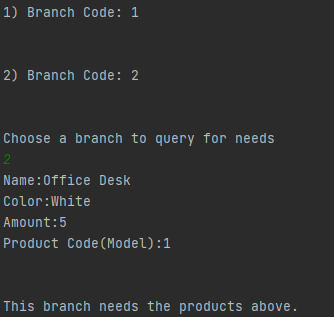 1) Branch Code: 1
2) Branch Code: 2
Choose a branch to query for needs
2
Name:Office Desk
Color:White
Amount:5
Product Code(Model):1
This branch needs the products above.